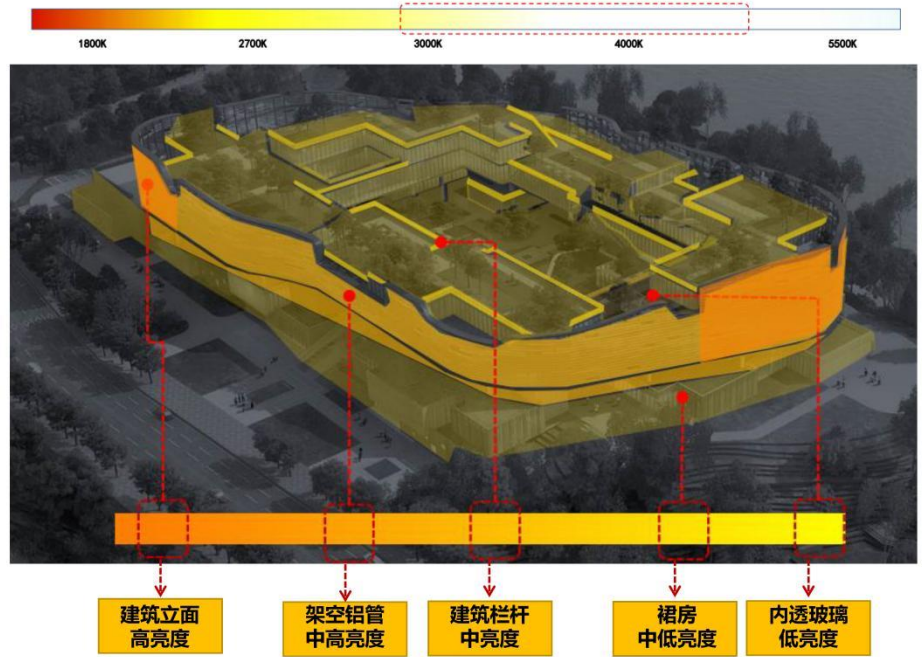 1800K 2700K 3000K 4000K 5500K
建筑立面
高亮度
架空铝管
中高亮度
建筑栏杆
中亮度
裙房
中低亮度
内透玻璃
低亮度